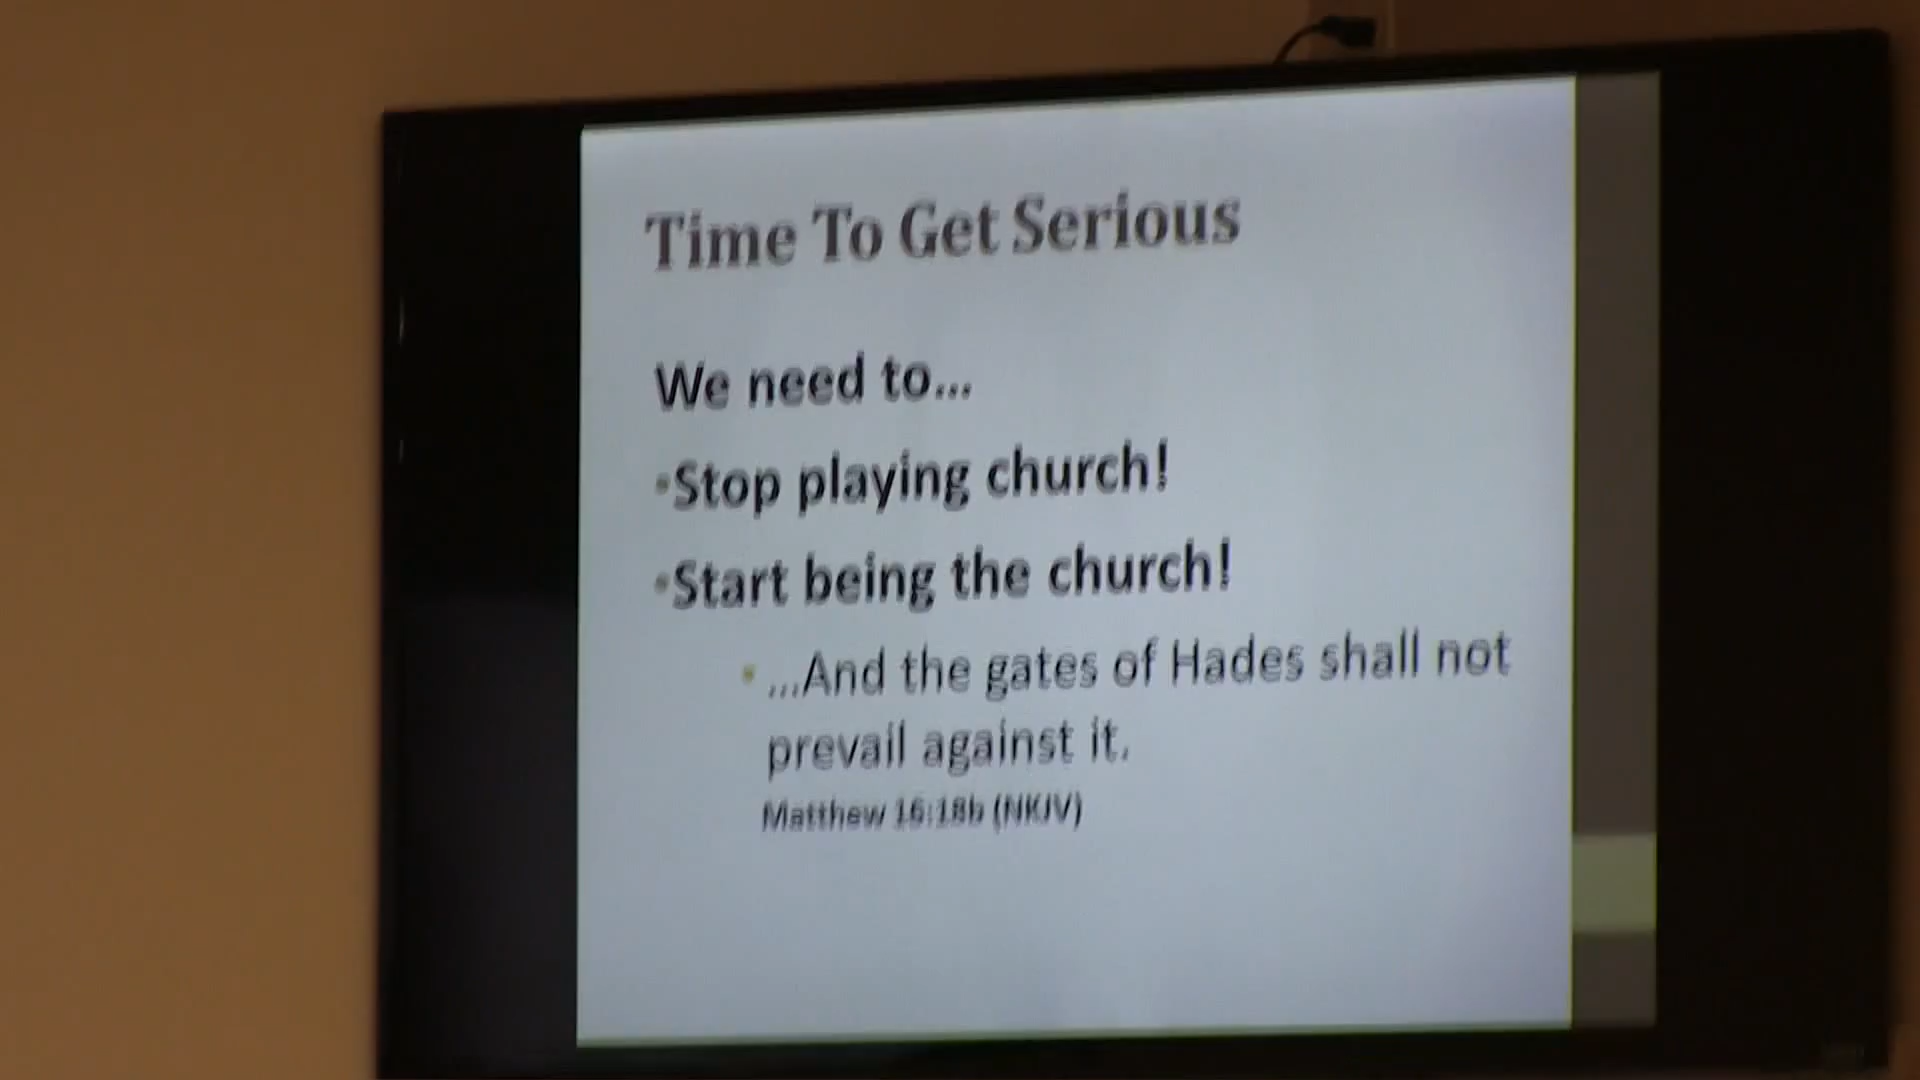 Time To Get Serious
We need to...
•Stop playing church!
•Start being the church!
• ...And the gates of Hades shall not
prevail against it.
Matthew 16:18b (NKJV)